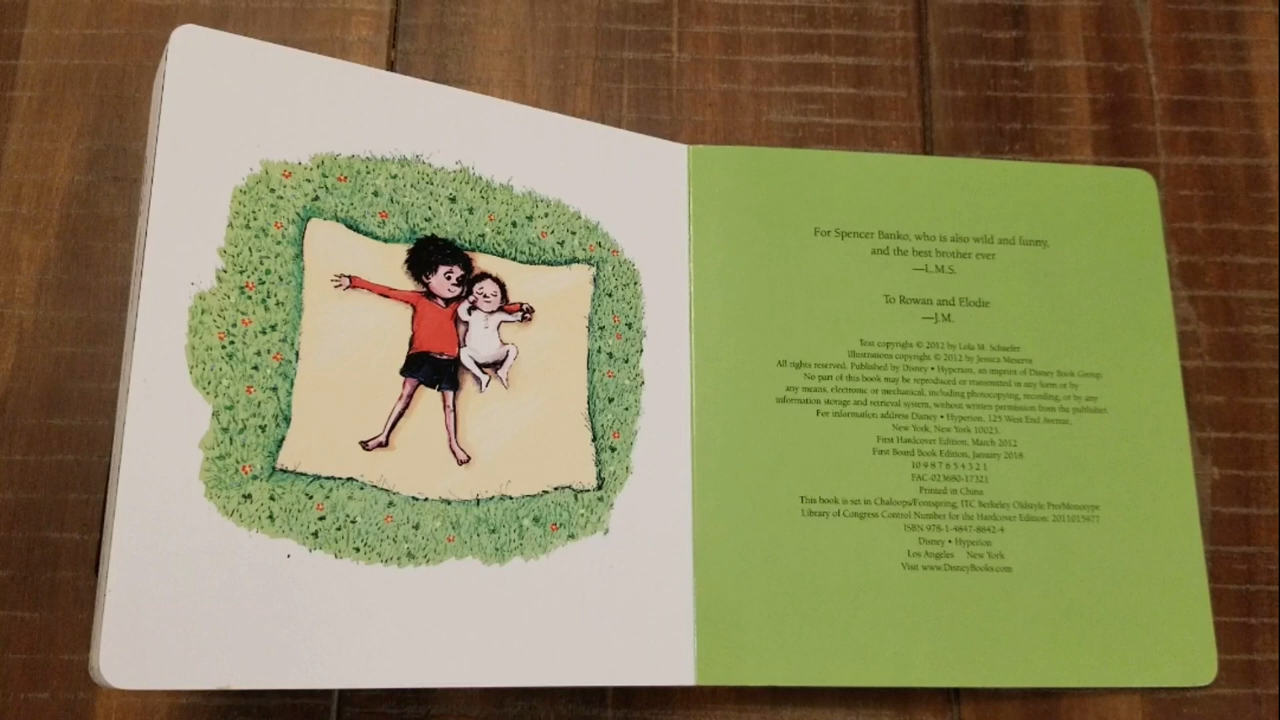 For Spencer Banko, who is also wild and funny,
and the best brother ever
—L.M.S.
To Rowan and Elodie
—J.M.
Text copyright © 2012 by Lola M. Schaefer
Illustrations copyright © 2012 by Jessica Meserve
All rights reserved. Published by Disney • Hyperion, an imprint of Disney Book Group.
No part of this book may be reproduced or transmitted in any form or by
any means, electronic or mechanical, including photocopying, recording, or by any
information storage and retrieval system, without written permission from the publisher.
For information address Disney • Hyperion, 125 West End Avenue,
New York, New York 10023.
First Hardcover Edition, March 2012
First Board Book Edition, January 2018
10 9 8 7 6 5 4 3 2 1
FAC-023680-17321
Printed in China
This book is set in Chaloops/Fontspring; ITC Berkeley Oldstyle Pro/Monotype
Library of Congress Control Number for the Hardcover Edition: 2011015977
ISBN 978-1-4847-8842-4
Disney • Hyperion
Los Angeles New York
Visit www.DisneyBooks.com